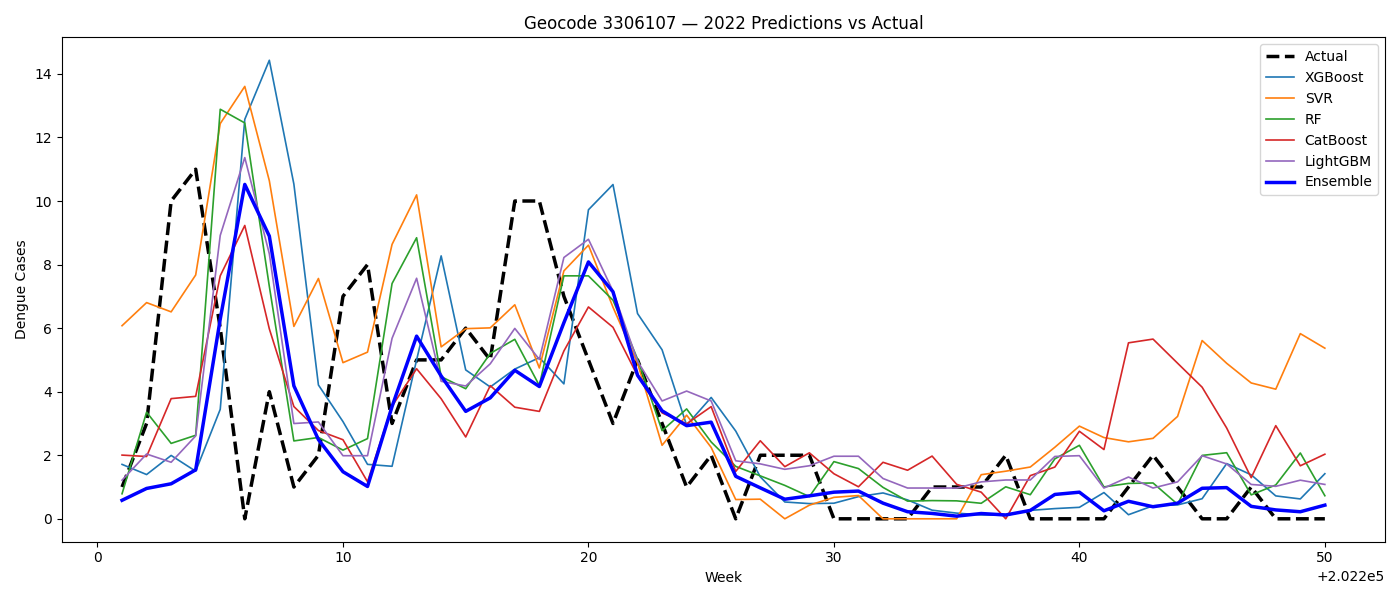 Geocode 3306107 — 2022 Predictions vs Actual
Actual
XGBoost
SVR
RF
CatBoost
LightGBM
Ensemble
Dengue Cases
14
12
10
8
6
4
2
0
0 10 20 30 40 50
Week
+2.022e5